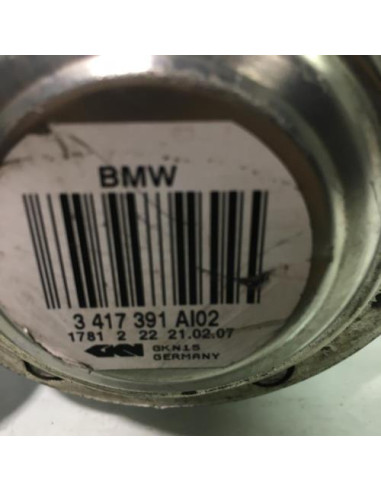 BMW
3 417 391 AI02
1781 2 22 21.02.07
GKN GKN15
GERMANY